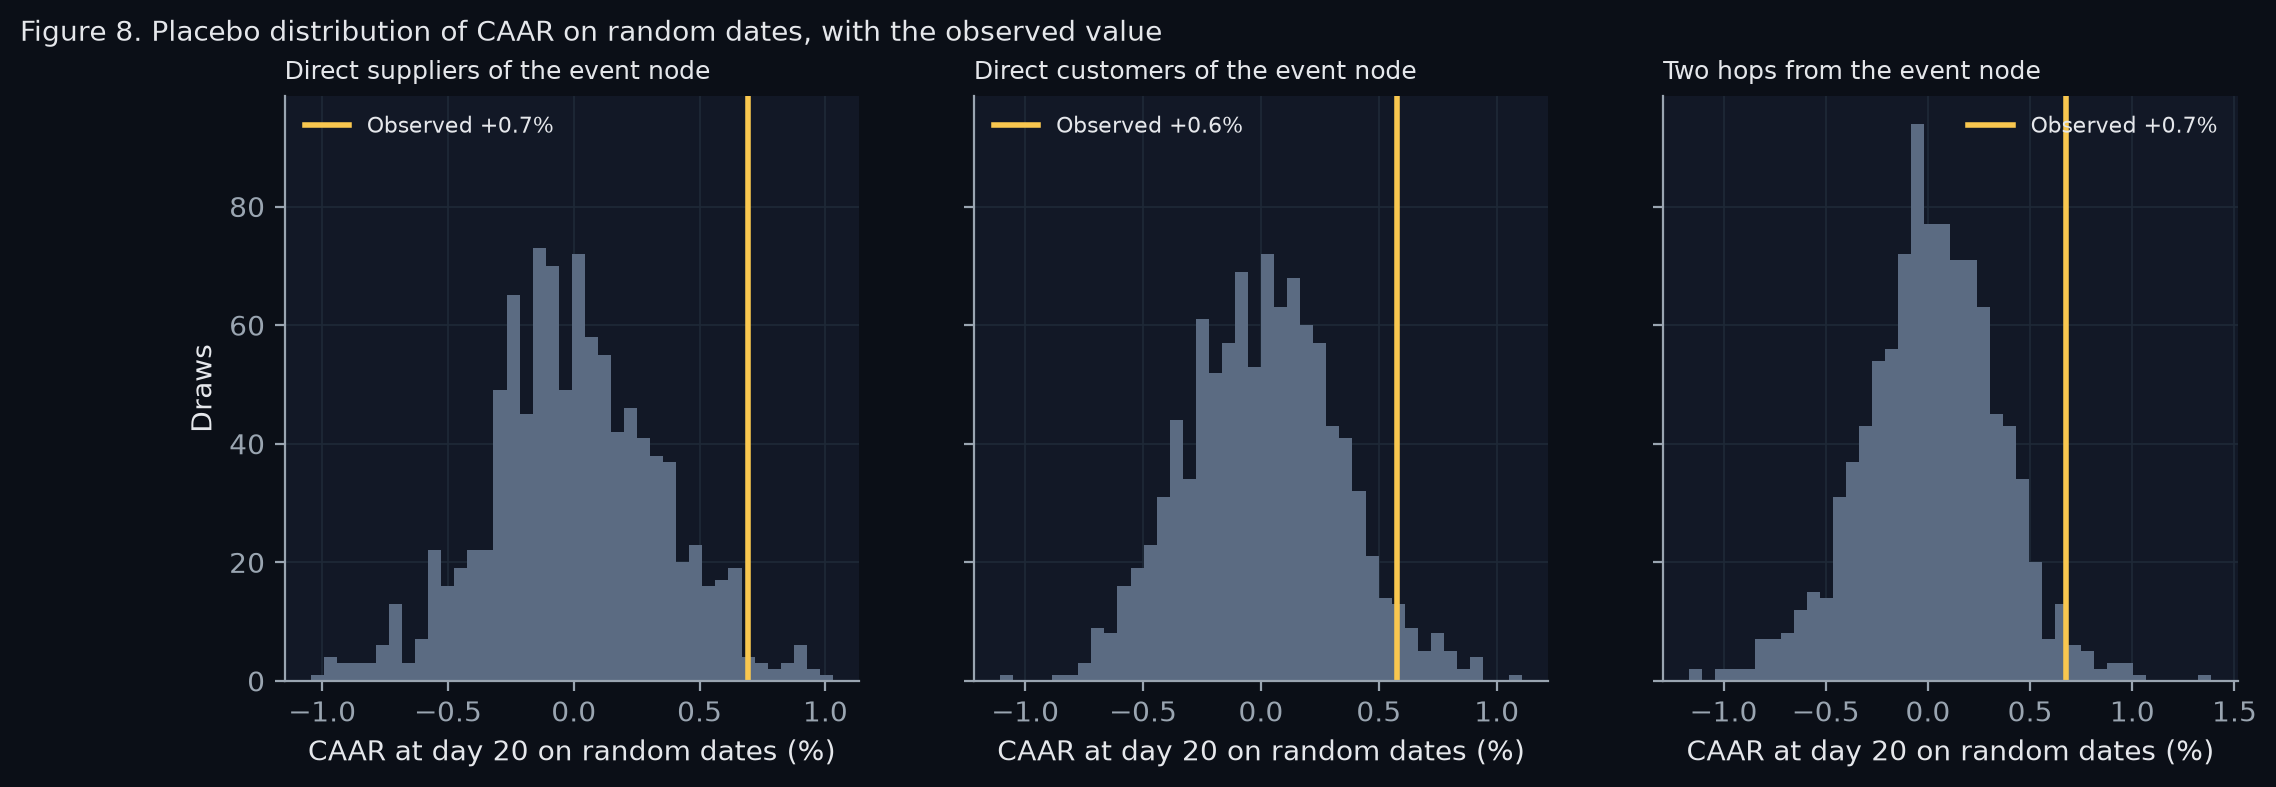 Figure 8. Placebo distribution of CAAR on random dates, with the observed value
Direct suppliers of the event node
Observed +0.7%
Draws
80
60
40
20
0
−1.0 −0.5 0.0 0.5 1.0
CAAR at day 20 on random dates (%)
Direct customers of the event node
Observed +0.6%
−1.0 −0.5 0.0 0.5 1.0
CAAR at day 20 on random dates (%)
Two hops from the event node
Observed +0.7%
−1.0 −0.5 0.0 0.5 1.0 1.5
CAAR at day 20 on random dates (%)